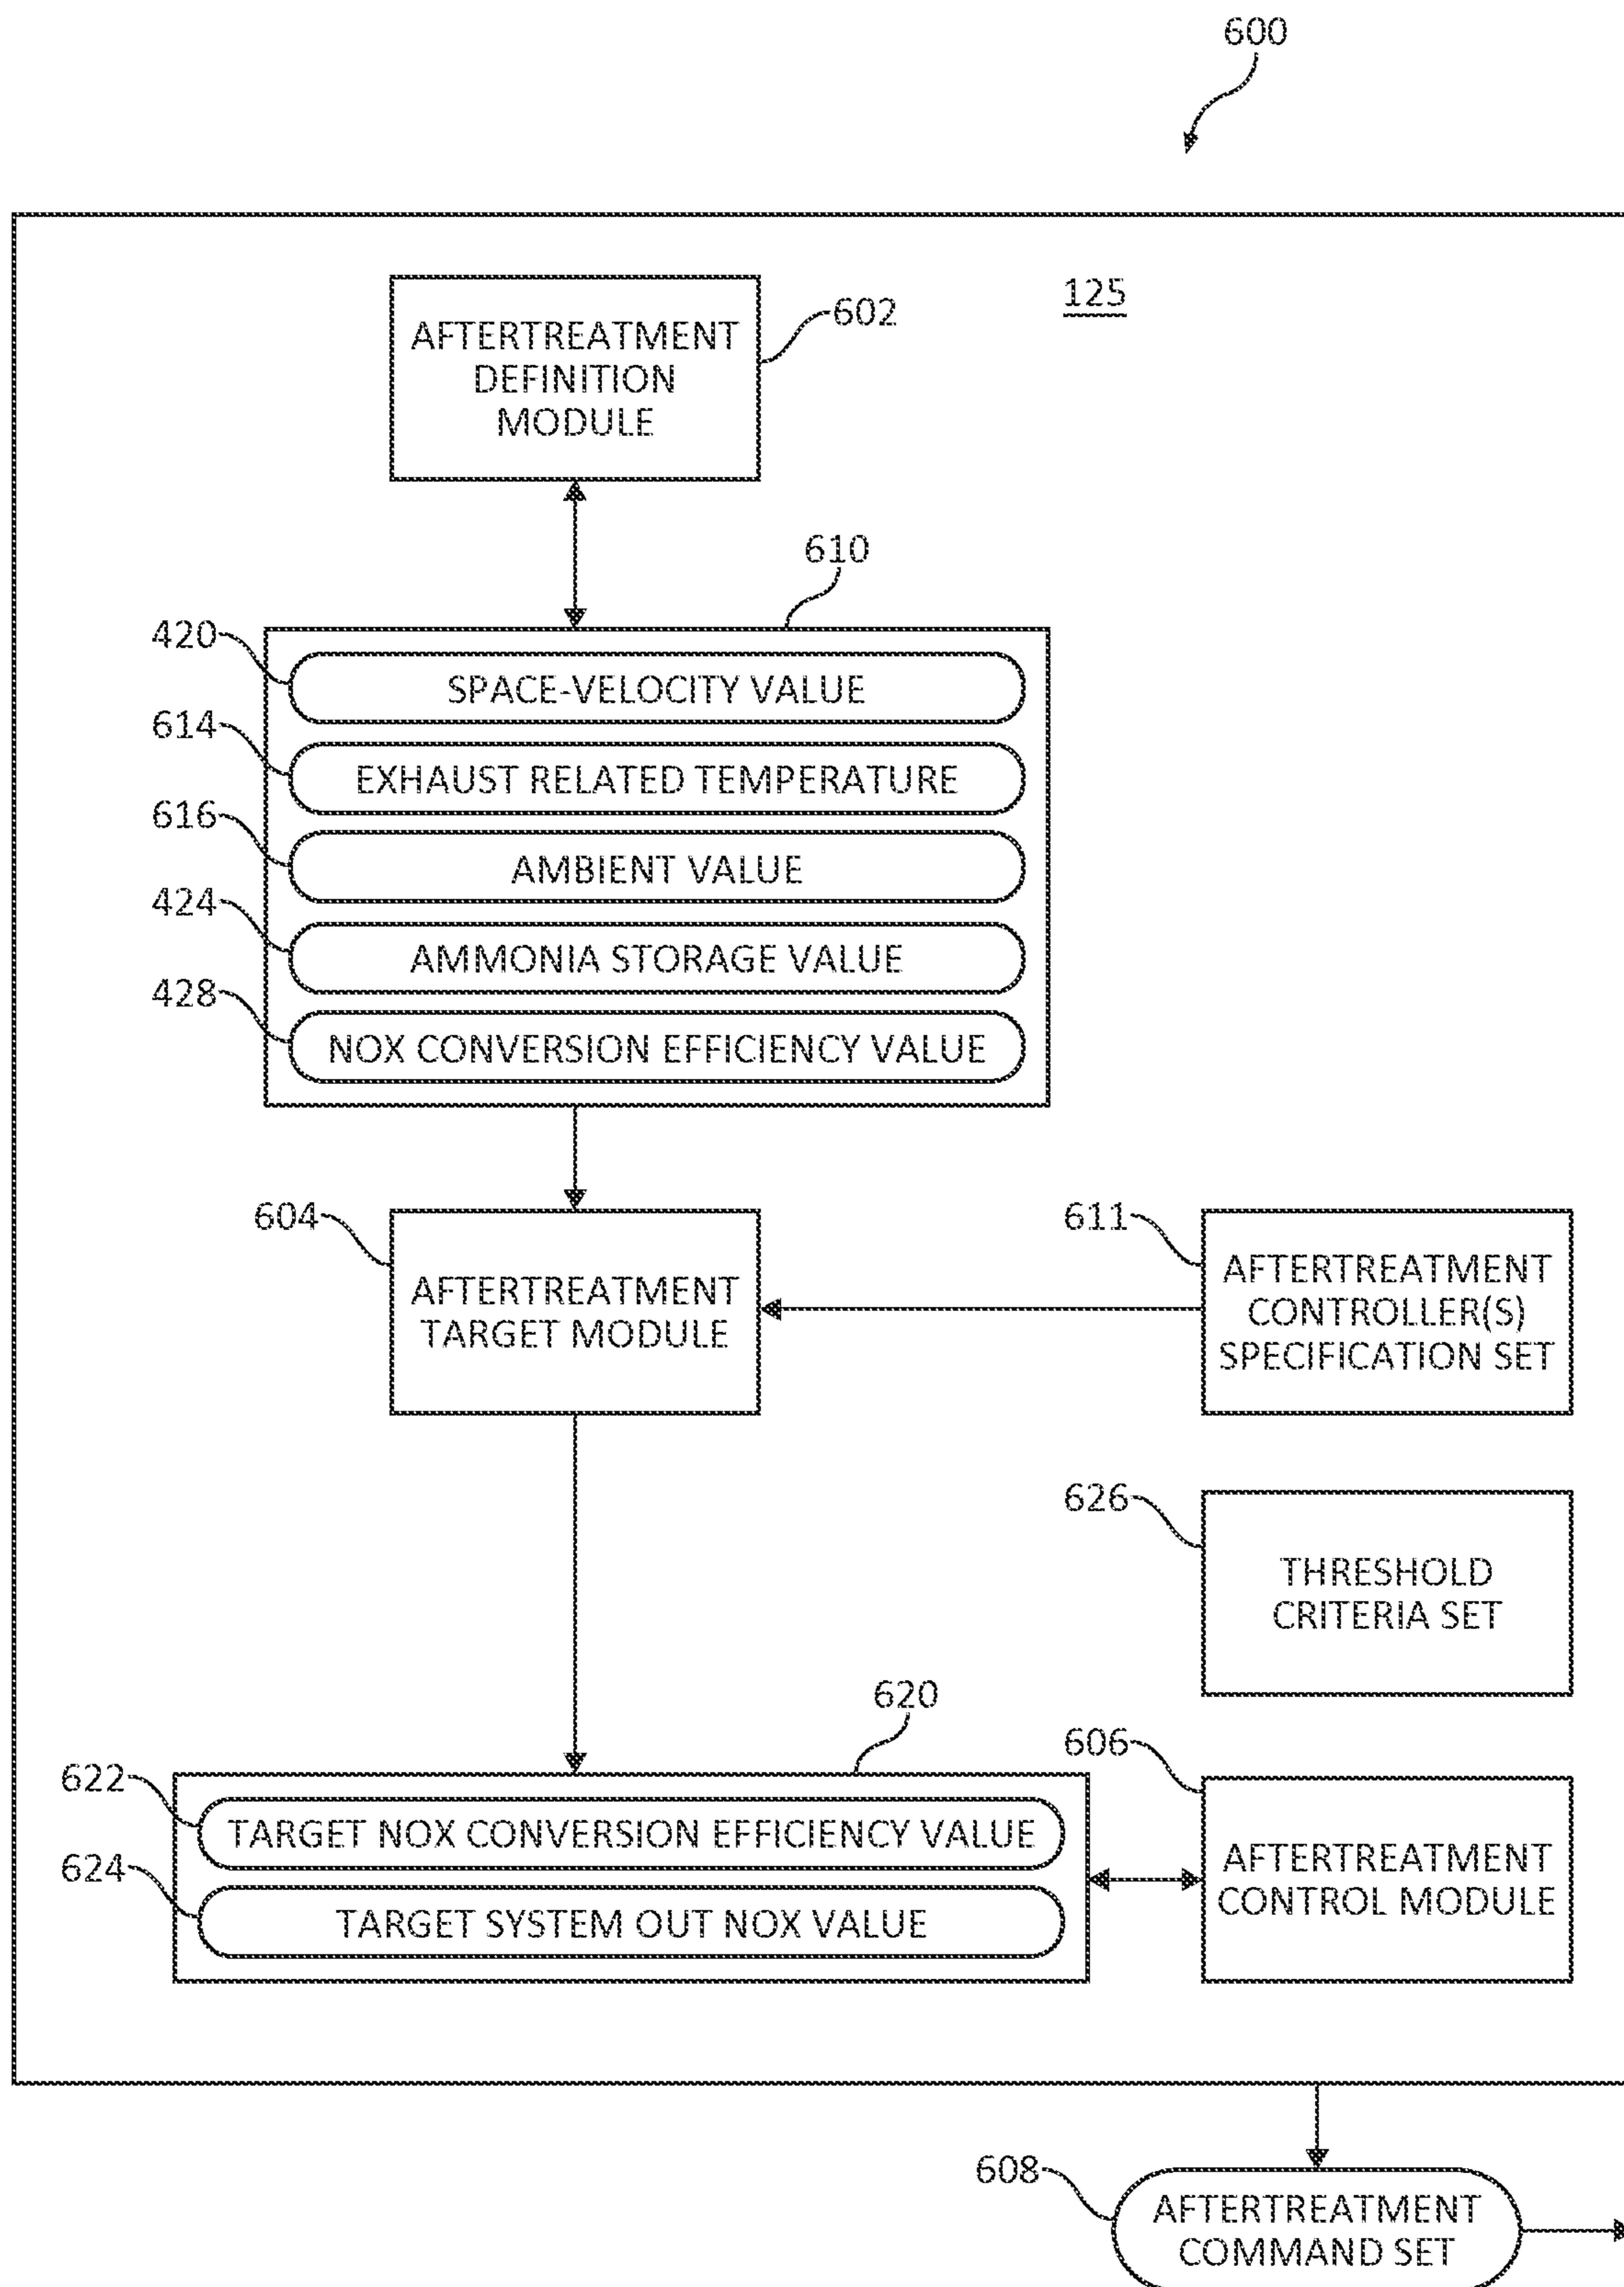 600
125
AFTERTREATMENT
DEFINITION
MODULE
602
610
420
SPACE-VELOCITY VALUE
614
EXHAUST RELATED TEMPERATURE
616
AMBIENT VALUE
424
AMMONIA STORAGE VALUE
428
NOX CONVERSION EFFICIENCY VALUE
604
AFTERTREATMENT
TARGET MODULE
611
AFTERTREATMENT
CONTROLLER(S)
SPECIFICATION SET
626
THRESHOLD
CRITERIA SET
620
606
622
TARGET NOX CONVERSION EFFICIENCY VALUE
624
TARGET SYSTEM OUT NOX VALUE
AFTERTREATMENT
CONTROL MODULE
608
AFTERTREATMENT
COMMAND SET